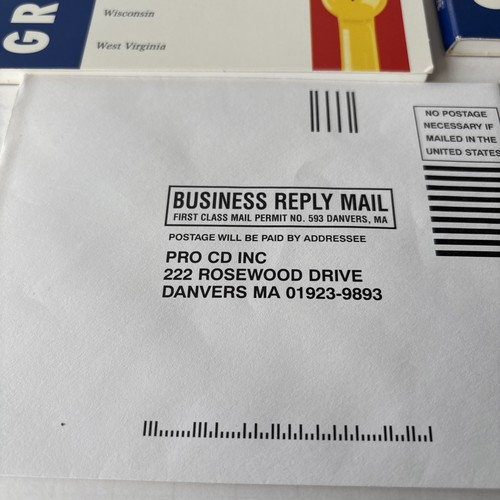 GR
Wisconsin
West Virginia
NO POSTAGE
NECESSARY IF
MAILED IN THE
UNITED STATES
BUSINESS REPLY MAIL
FIRST CLASS MAIL PERMIT NO. 593 DANVERS, MA
POSTAGE WILL BE PAID BY ADDRESSEE
PRO CD INC
222 ROSEWOOD DRIVE
DANVERS MA 01923-9893